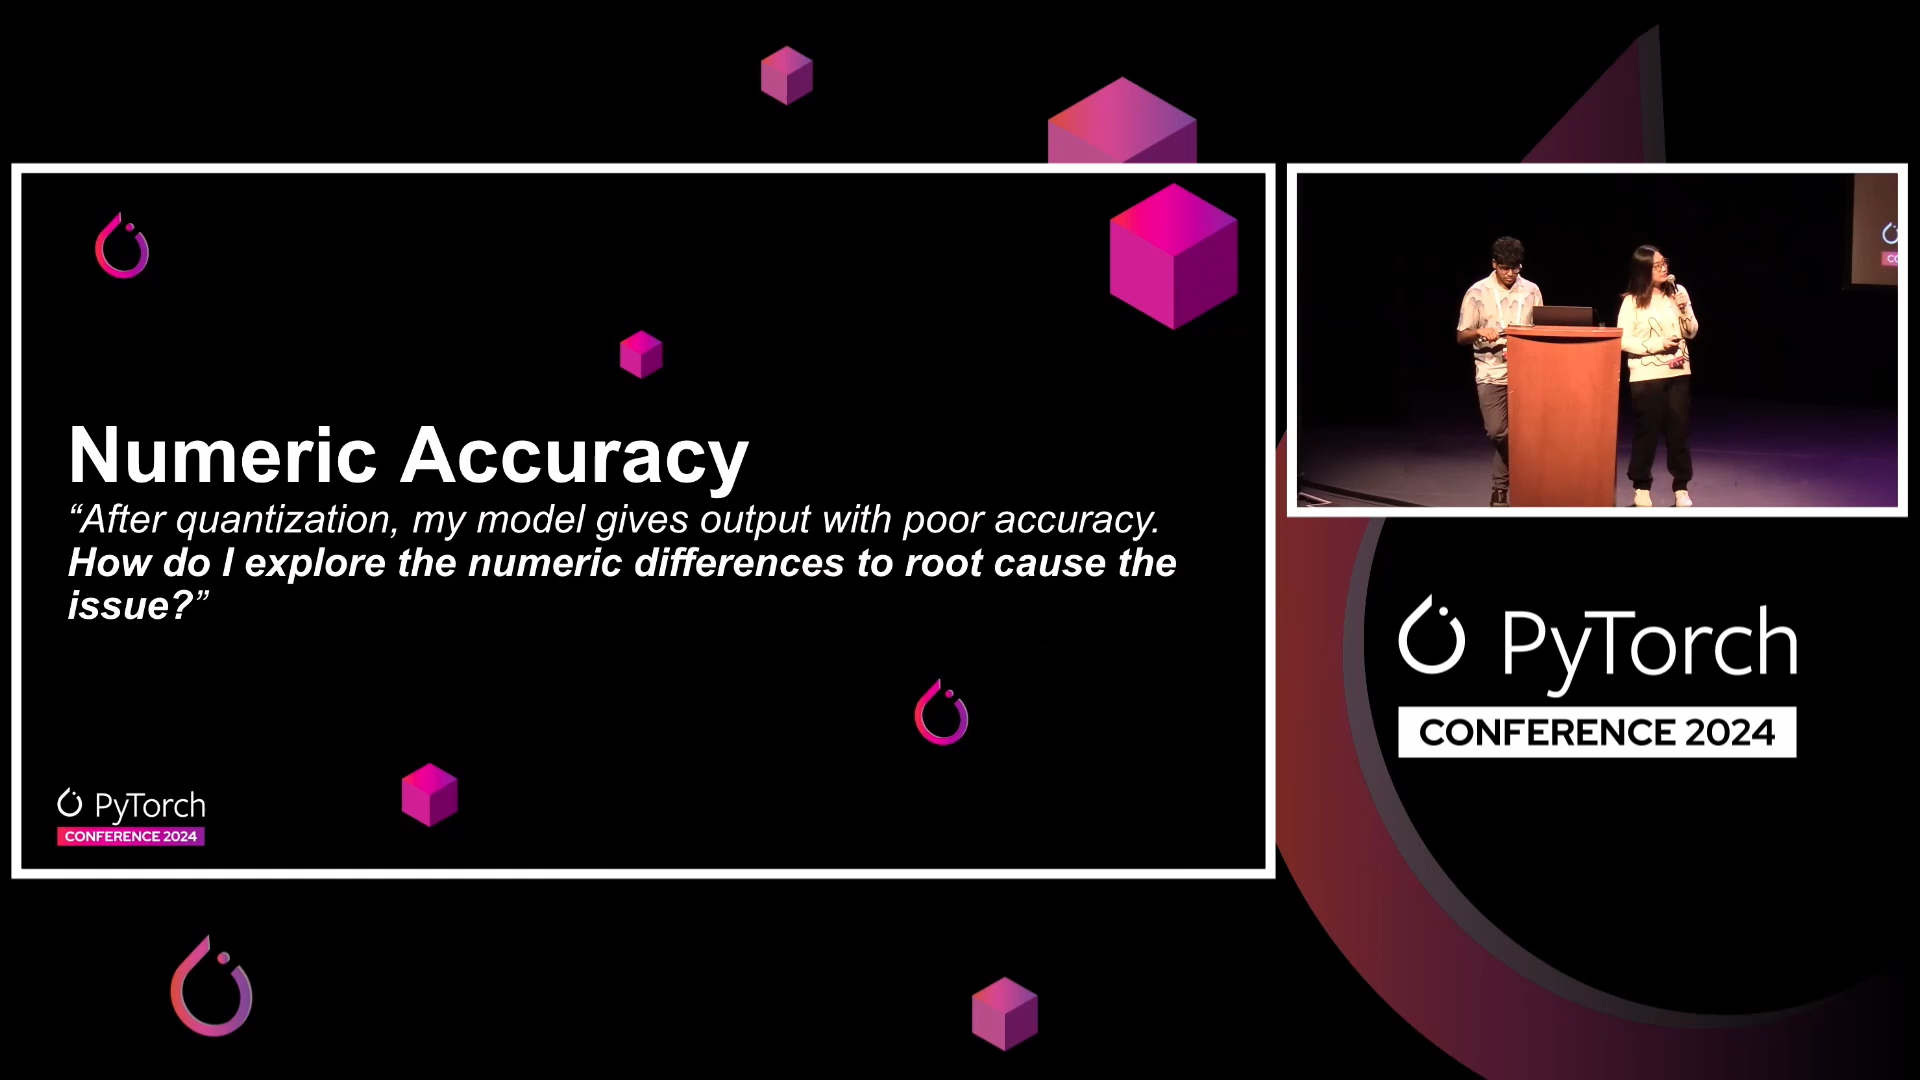 Numeric Accuracy
“After quantization, my model gives output with poor accuracy.
How do I explore the numeric differences to root cause the
issue?”
PyTorch
CONFERENCE 2024
PyTorch
CONFERENCE 2024